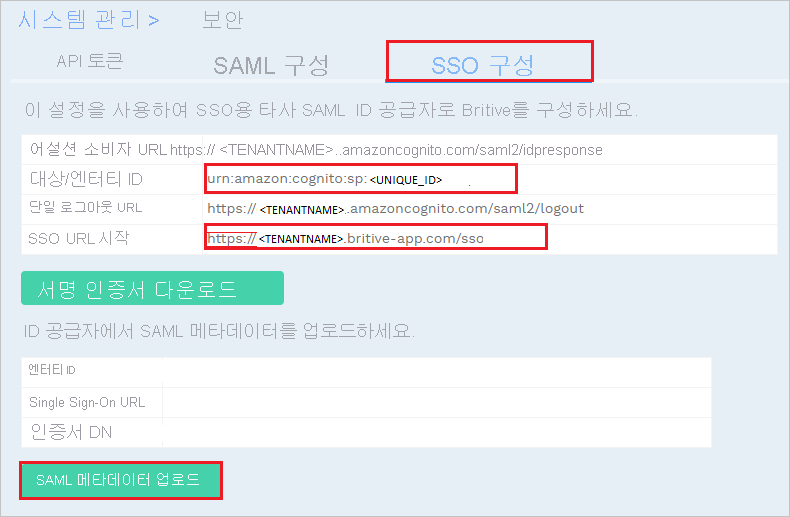 시스템 관리 > 보안
API 토큰 SAML 구성 SSO 구성
이 설정을 사용하여 SSO용 타사 SAML ID 공급자로 Britive를 구성하세요.
어설션 소비자 URL https:// <TENANTNAME>..amazoncognito.com/saml2/idpresponse
대상/엔터티 ID urn:amazon:cognito:sp: <UNIQUE_ID>
단일 로그아웃 URL https:// <TENANTNAME>.amazoncognito.com/saml2/logout
SSO URL 시작 https:// <TENANTNAME>.britive-app.com/sso
서명 인증서 다운로드
ID 공급자에서 SAML 메타데이터를 업로드하세요.
엔터티 ID
Single Sign-On URL
인증서 DN
SAML 메타데이터 업로드